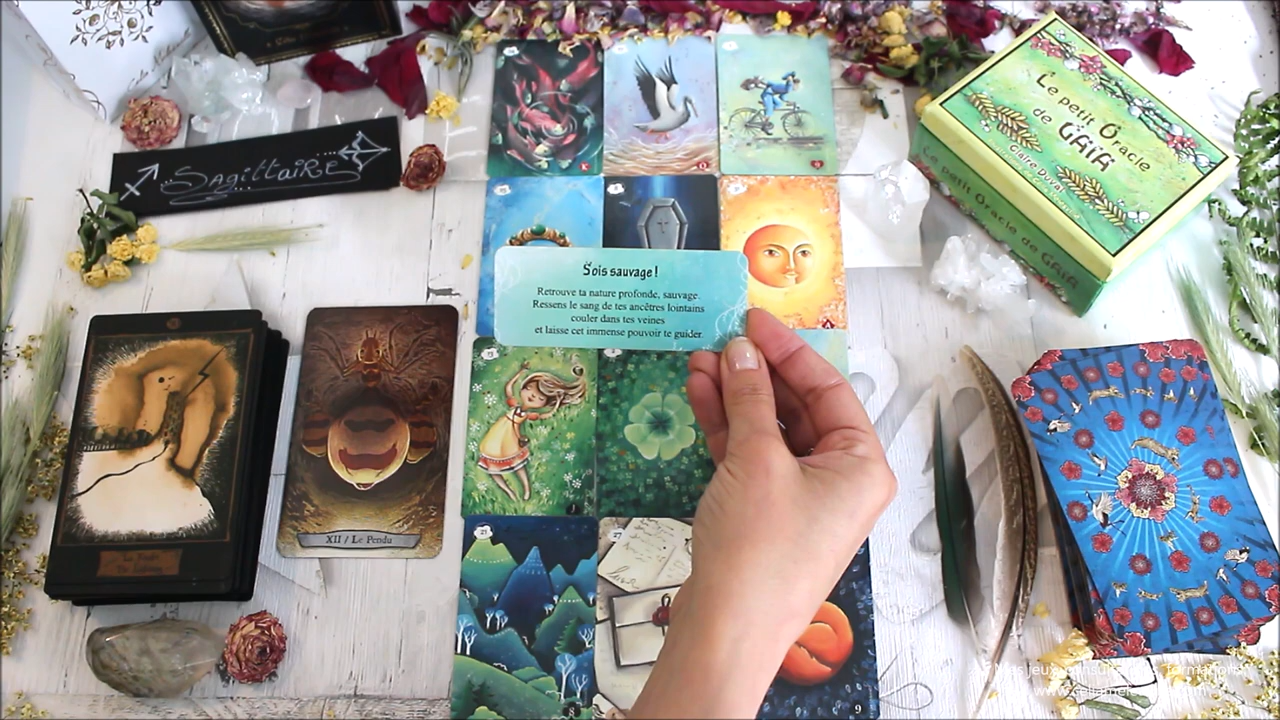 Sagittaire
Le petit Oracle
de GAÏA
Claire Duval
Le petit Oracle de GAÏA
Sois sauvage !
Retrouve ta nature profonde, sauvage.
Ressens le sang de tes ancêtres lointains
couler dans tes veines
et laisse cet immense pouvoir te guider.
XII / Le Pendu
K
Q
A
8
9